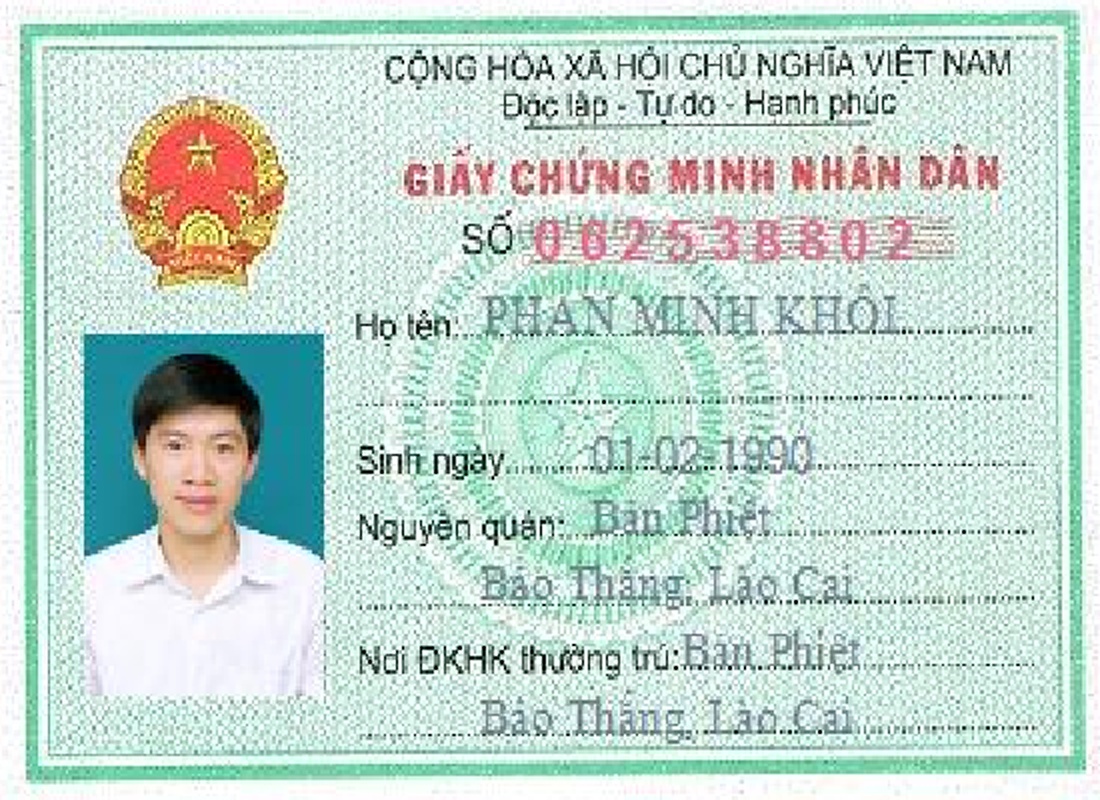 CỘNG HÒA XÃ HỘI CHỦ NGHĨA VIỆT NAM
Độc lập - Tự do - Hạnh phúc
GIẤY CHỨNG MINH NHÂN DÂN
SỐ 062538802
Họ tên: PHAN MINH KHÔI
Sinh ngày 01-02-1990
Nguyên quán: Bản Phiệt
Bảo Thắng, Lào Cai
Nơi ĐKHK thường trú: Bản Phiệt
Bảo Thắng, Lào Cai